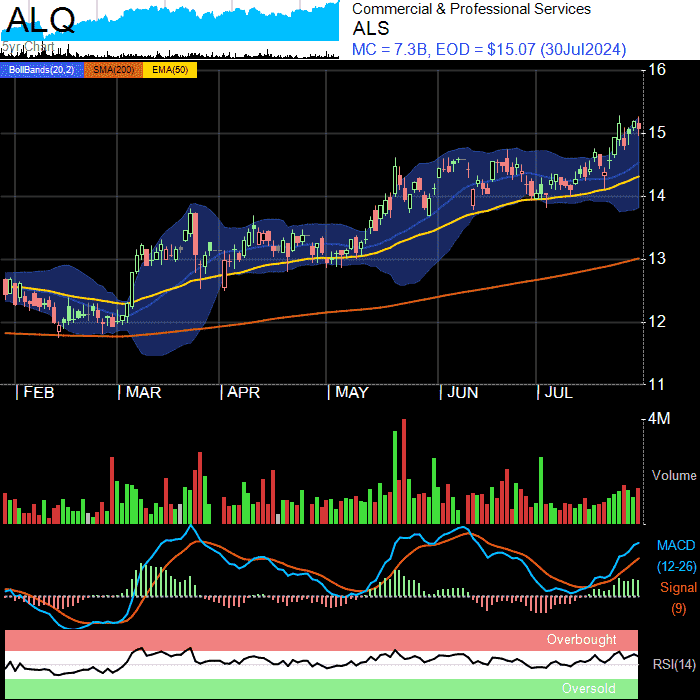 ALQ
5yr Chart
Commercial & Professional Services
ALS
MC = 7.3B, EOD = $15.07 (30Jul2024)
BollBands(20,2) SMA(200) EMA(50)
16
15
14
13
12
11
FEB MAR APR MAY JUN JUL
4M
Volume
MACD
(12-26)
Signal
(9)
Overbought
RSI(14)
Oversold